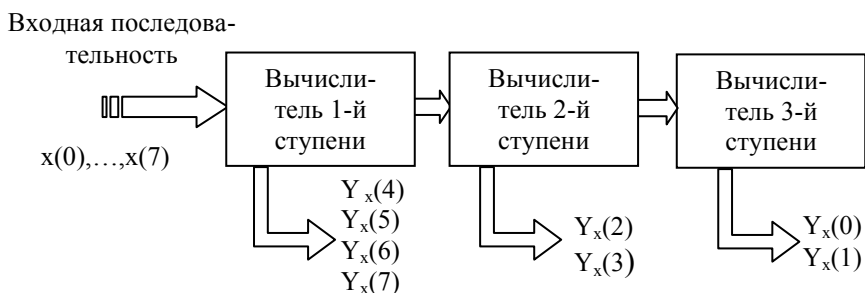 Входная последова-
тельность
x(0),…,x(7)
Вычисли-
тель 1-й
ступени
Вычисли-
тель 2-й
ступени
Вычисли-
тель 3-й
ступени
Yx(4)
Yx(5)
Yx(6)
Yx(7)
Yx(2)
Yx(3)
Yx(0)
Yx(1)